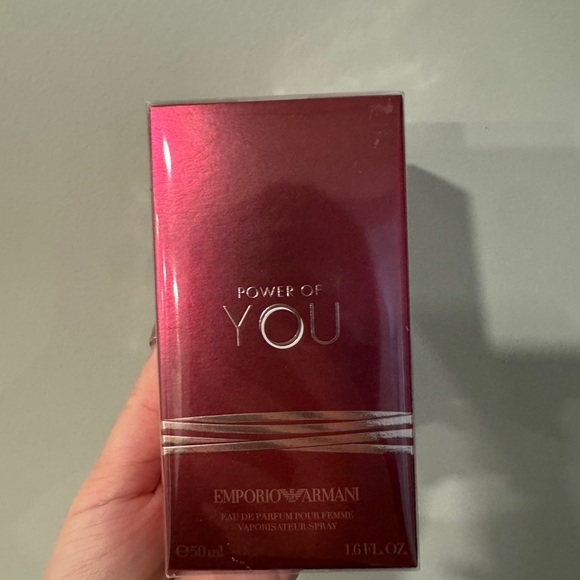 POWER OF
YOU
EMPORIO ARMANI
EAU DE PARFUM POUR FEMME
VAPORISATEUR SPRAY
℮50 ml 1.6 FL. OZ.